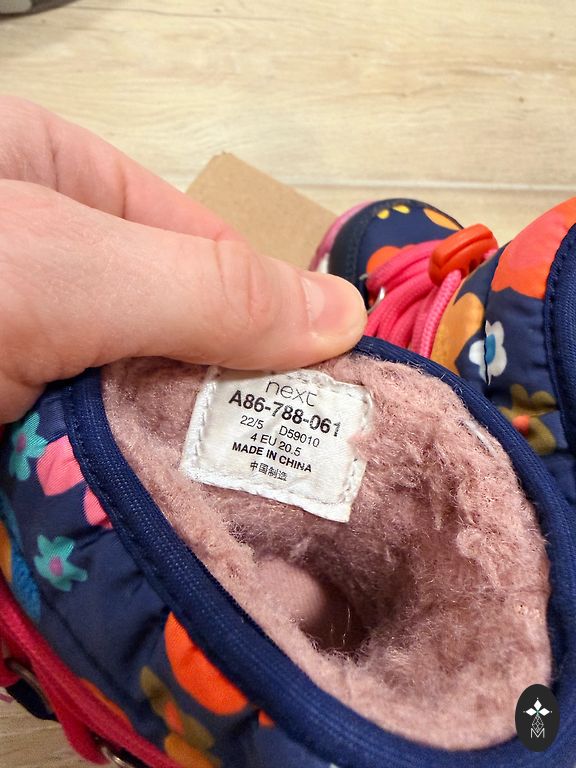 next
A86-788-061
22/5 D59010
4 EU 20.5
MADE IN CHINA
中国制造
M